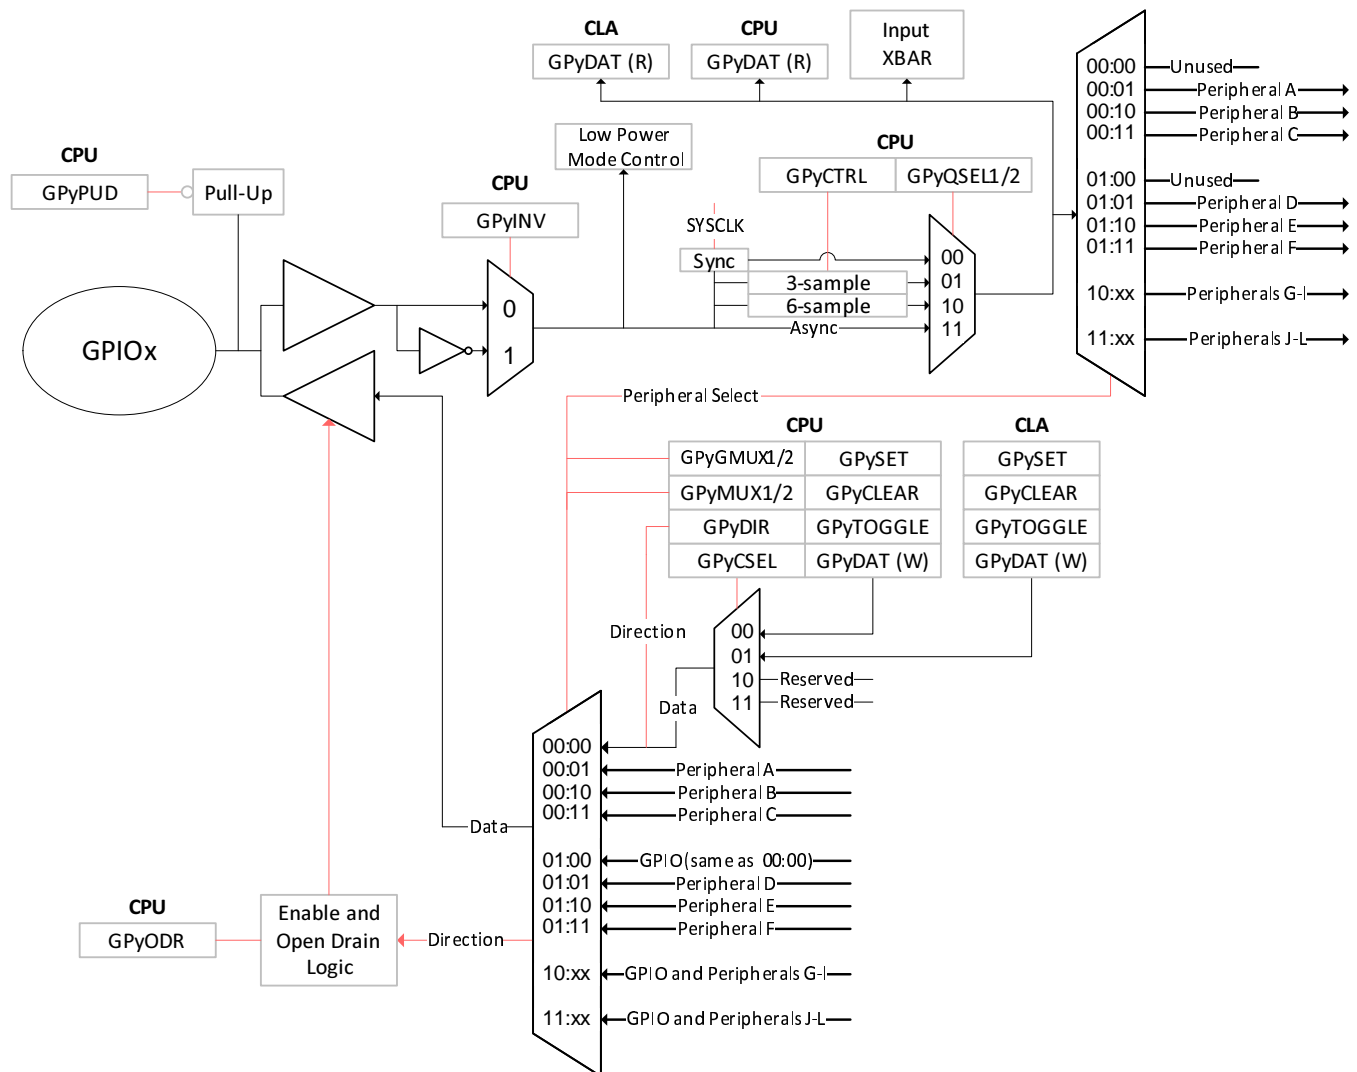 CLA
GPyDAT (R)
CPU
GPyDAT (R)
Input
XBAR
00:00
00:01
00:10
00:11
01:00
01:01
01:10
01:11
10:xx
11:xx
Unused
Peripheral A
Peripheral B
Peripheral C
Unused
Peripheral D
Peripheral E
Peripheral F
Peripherals G-I
Peripherals J-L
CPU
GPyPUD
Pull-Up
CPU
GPyINV
Low Power
Mode Control
CPU
GPyCTRL
GPyQSEL1/2
SYSCLK
Sync
3-sample
6-sample
Async
00
01
10
11
0
1
GPIOx
Peripheral Select
CPU
GPyGMUX1/2
GPySET
GPyMUX1/2
GPyCLEAR
GPyDIR
GPyTOGGLE
GPyCSEL
GPyDAT (W)
CLA
GPySET
GPyCLEAR
GPyTOGGLE
GPyDAT (W)
Direction
00
01
10
11
Reserved
Reserved
Data
00:00
00:01
00:10
00:11
01:00
01:01
01:10
01:11
10:xx
11:xx
Peripheral A
Peripheral B
Peripheral C
GPIO(same as 00:00)
Peripheral D
Peripheral E
Peripheral F
GPIO and Peripherals G-I
GPIO and Peripherals J-L
Data
Direction
CPU
GPyODR
Enable and
Open Drain
Logic